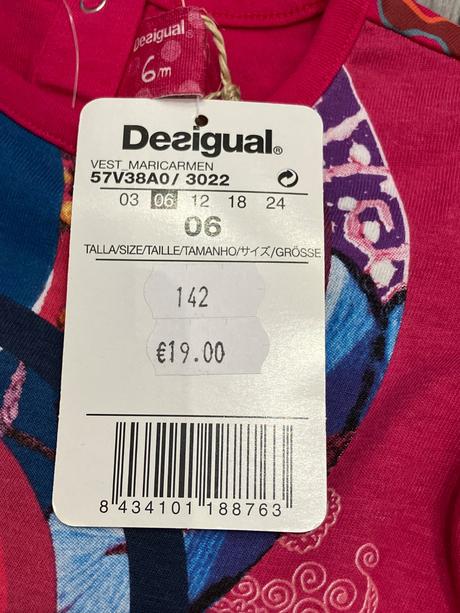 Desigual
6m
Desigual®
VEST_MARICARMEN
57V38A0/ 3022
03 06 12 18 24
06
TALLA/SIZE/TAILLE/TAMANHO/サイズ/GRÖSSE
142
€19.00
8 434101 188763